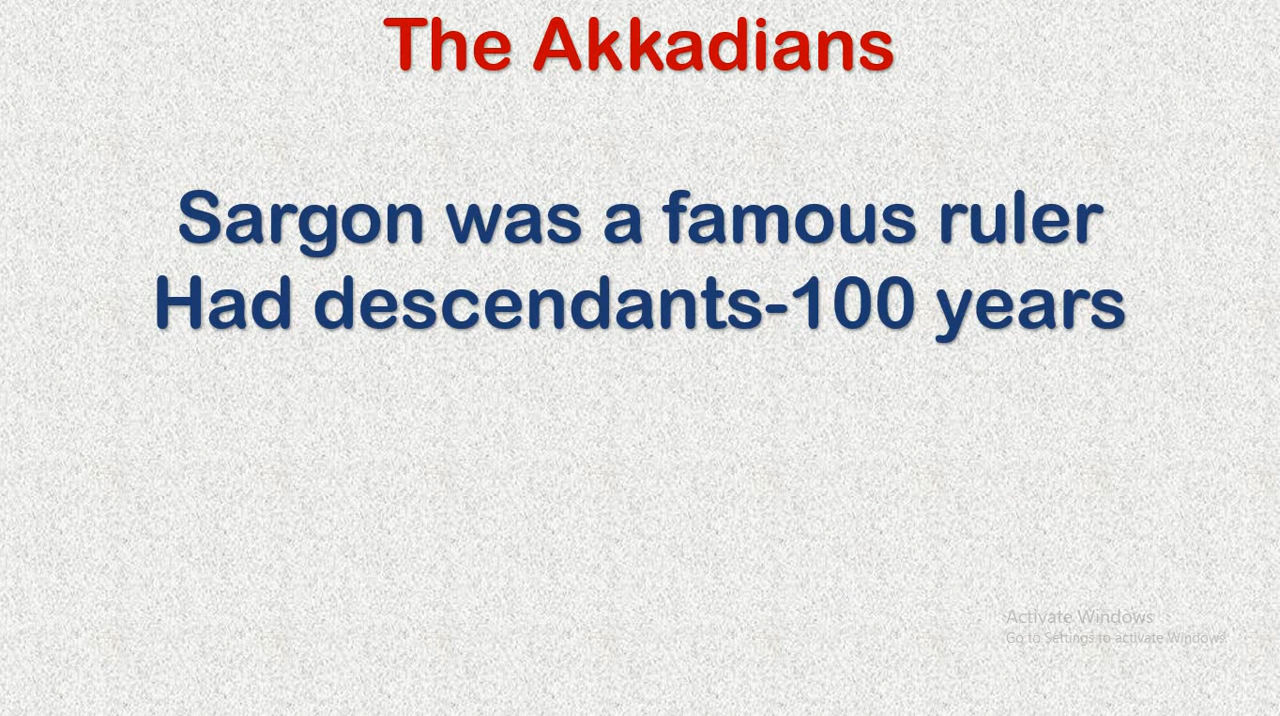 The Akkadians
Sargon was a famous ruler
Had descendants-100 years
Activate Windows
Go to Settings to activate Windows.